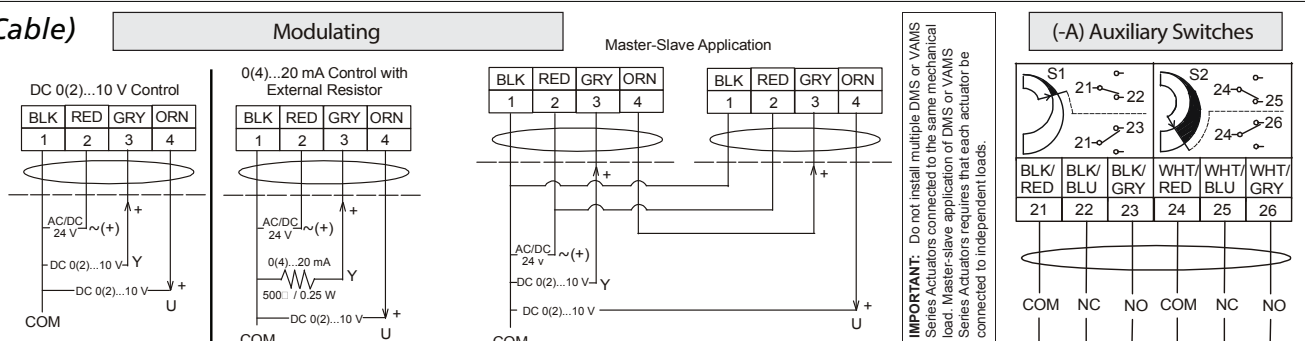 Cable)
Modulating
DC 0(2)...10 V Control
BLK RED GRY ORN
1 2 3 4
AC/DC
24 V ~(+)
+
DC 0(2)...10 V Y
DC 0(2)...10 V +
U
COM
0(4)...20 mA Control with
External Resistor
BLK RED GRY ORN
1 2 3 4
AC/DC
24 V ~(+)
+
0(4)...20 mA
Y
500□ / 0.25 W
DC 0(2)...10 V +
U
COM
Master-Slave Application
BLK RED GRY ORN
1 2 3 4
BLK RED GRY ORN
1 2 3 4
+
+
AC/DC
24 v ~(+)
DC 0(2)...10 V Y
DC 0(2)...10 V +
U
COM
IMPORTANT: Do not install multiple DMS or VAMS
Series Actuators connected to the same mechanical
load. Master-slave application of DMS or VAMS
Series Actuators requires that each actuator be
connected to independent loads.
(-A) Auxiliary Switches
S1
21 22
21 23
S2
24 25
24 26
BLK/RED BLK/BLU BLK/GRY WHT/RED WHT/BLU WHT/GRY
21 22 23 24 25 26
COM NC NO COM NC NO